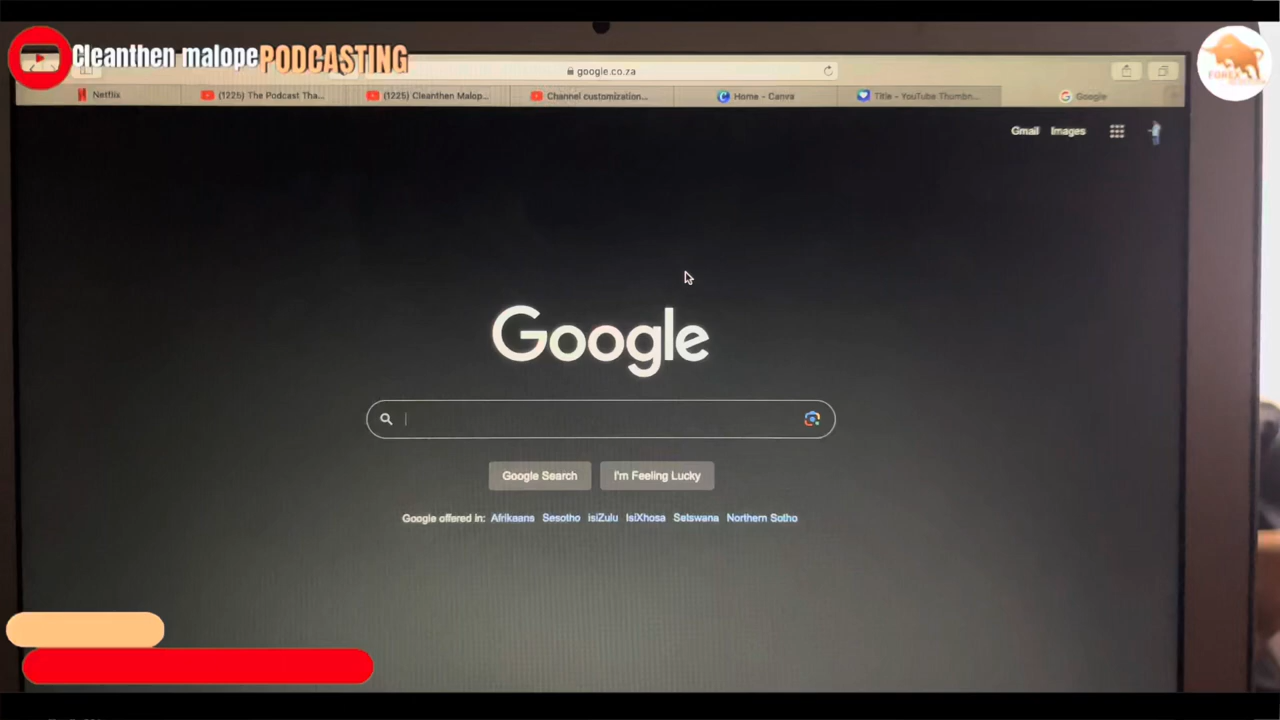 Cleanthen malope PODCASTING
FOREX
google.co.za
Netflix
(1225) The Podcast Tha...
(1225) Cleanthen Malop...
Channel customization...
Home - Canva
Title - YouTube Thumbn...
Google
Gmail
Images
Google
Google Search
I'm Feeling Lucky
Google offered in: Afrikaans Sesotho isiZulu IsiXhosa Setswana Northern Sotho